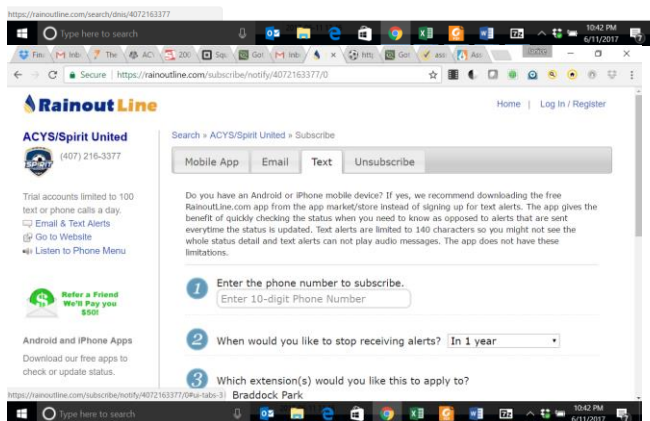 https://rainoutline.com/search/dnis/4072163377
Type here to search
10:42 PM
6/11/2017
Secure | https://rainoutline.com/subscribe/notify/4072163377/0
Rainout Line
Home | Log In / Register
ACYS/Spirit United
(407) 216-3377
Trial accounts limited to 100
text or phone calls a day.
Email & Text Alerts
Go to Website
Listen to Phone Menu
Refer a Friend
We'll Pay you
$50!
Android and iPhone Apps
Download our free apps to
check or update status.
Search » ACYS/Spirit United » Subscribe
Mobile App Email Text Unsubscribe
Do you have an Android or iPhone mobile device? If yes, we recommend downloading the free
RainoutLine.com app from the app market/store instead of signing up for text alerts. The app gives the
benefit of quickly checking the status when you need to know as opposed to alerts that are sent
everytime the status is updated. Text alerts are limited to 140 characters so you might not see the
whole status detail and text alerts can not play audio messages. The app does not have these
limitations.
1 Enter the phone number to subscribe.
Enter 10-digit Phone Number
2 When would you like to stop receiving alerts? In 1 year
3 Which extension(s) would you like this to apply to?
Braddock Park
https://rainoutline.com/subscribe/notify/4072163377/0#ui-tabs-3
Type here to search
10:42 PM
6/11/2017